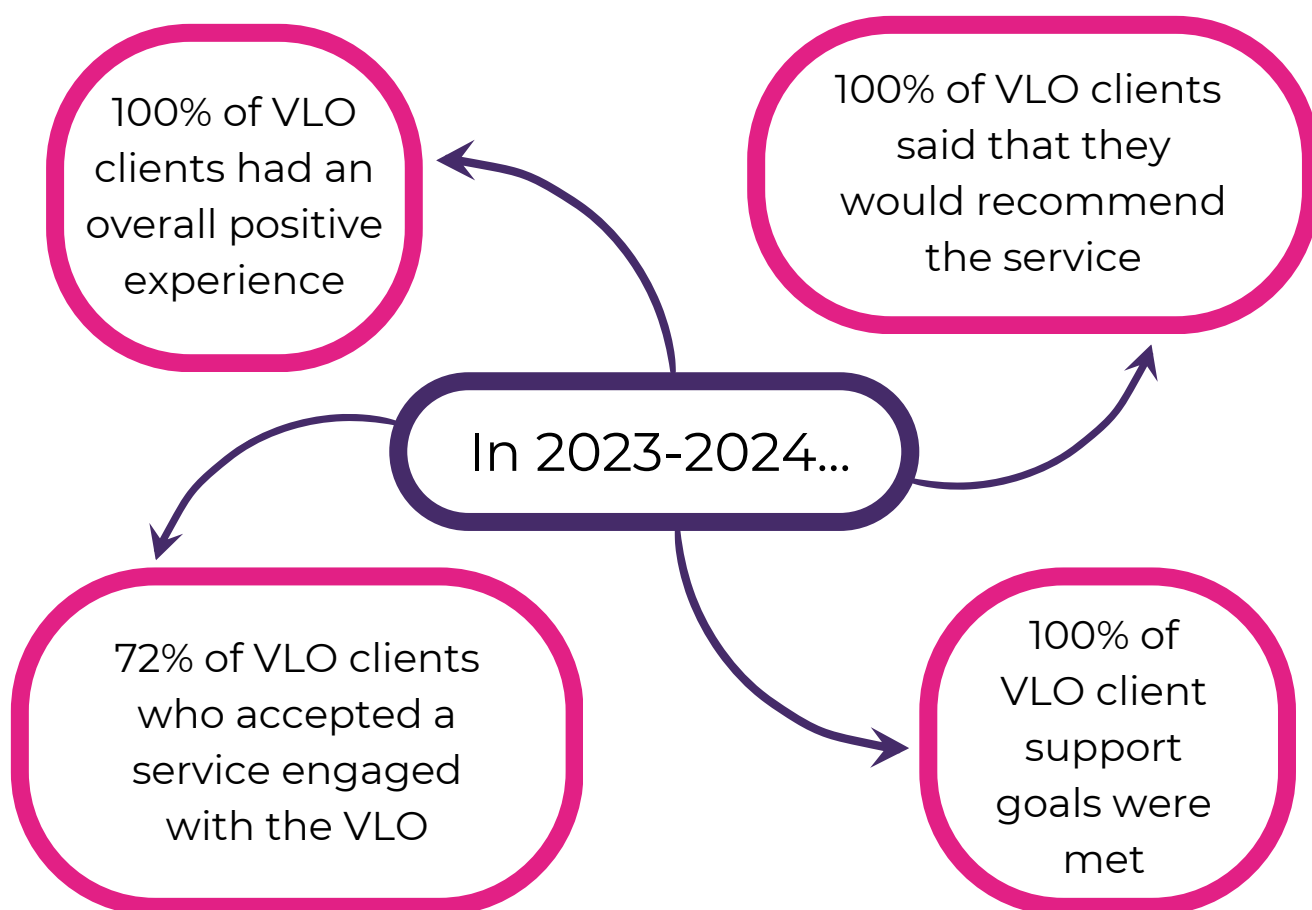 100% of VLO
clients had an
overall positive
experience
100% of VLO clients
said that they
would recommend
the service
In 2023-2024...
72% of VLO clients
who accepted a
service engaged
with the VLO
100% of
VLO client
support
goals were
met